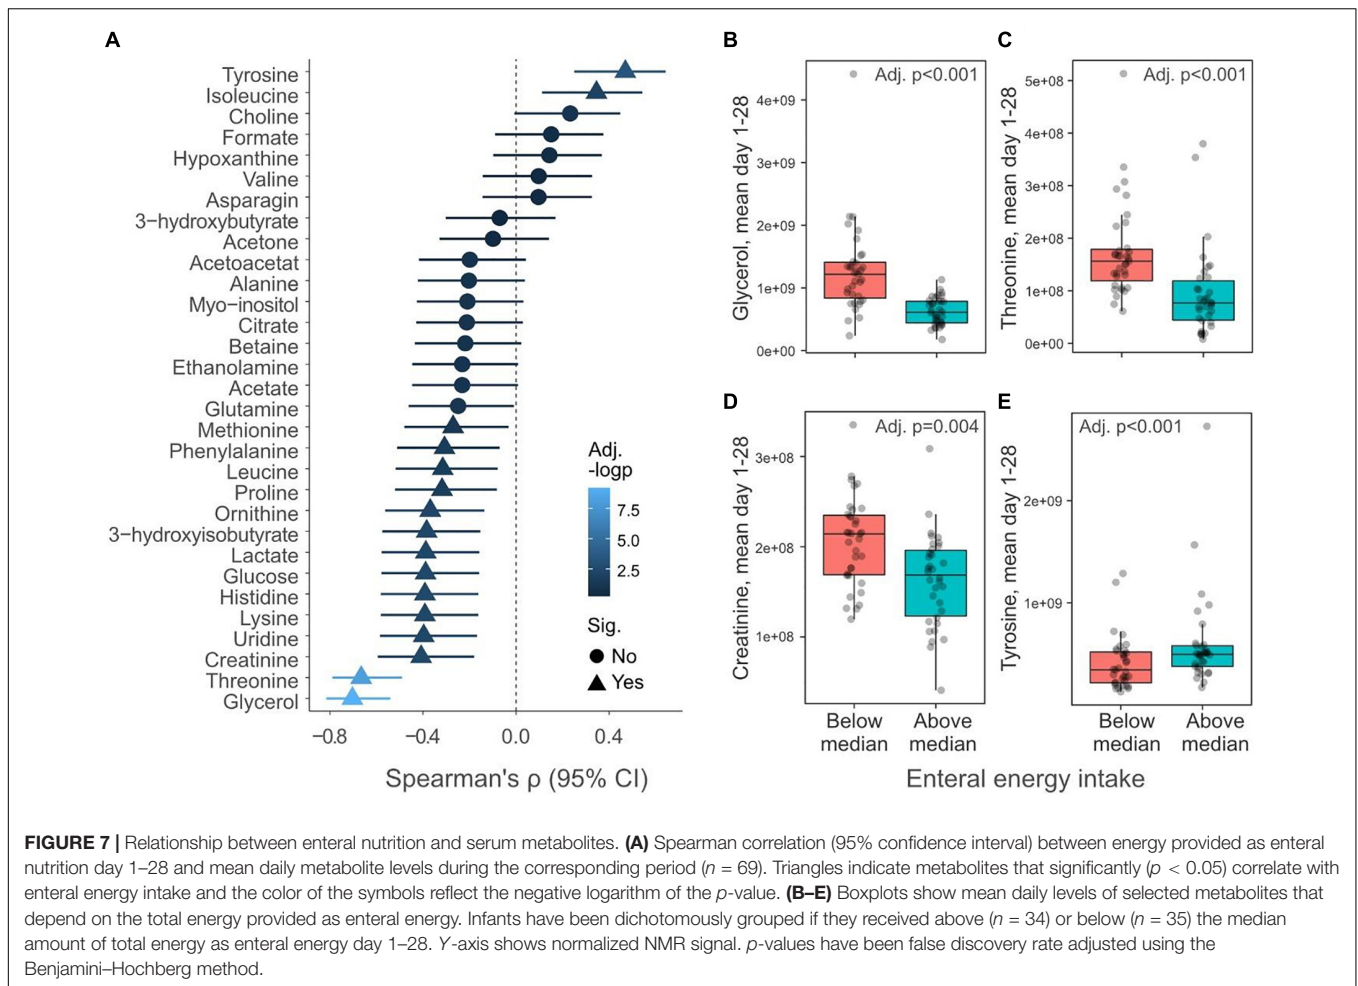 A
Tyrosine
Isoleucine
Choline
Formate
Hypoxanthine
Valine
Asparagin
3−hydroxybutyrate
Acetone
Acetoacetat
Alanine
Myo−inositol
Citrate
Betaine
Ethanolamine
Acetate
Glutamine
Methionine
Phenylalanine
Leucine
Proline
Ornithine
3−hydroxyisobutyrate
Lactate
Glucose
Histidine
Lysine
Uridine
Creatinine
Threonine
Glycerol
−0.8 −0.4 0.0 0.4
Spearman's ρ (95% CI)
Adj.
-logp
7.5
5.0
2.5
Sig.
No
Yes
B
Adj. p<0.001
Glycerol, mean day 1-28
4e+09
3e+09
2e+09
1e+09
0e+00
C
Adj. p<0.001
Threonine, mean day 1-28
5e+08
4e+08
3e+08
2e+08
1e+08
0e+00
D
Adj. p=0.004
Creatinine, mean day 1-28
3e+08
2e+08
1e+08
Below Above
median median
E
Adj. p<0.001
Tyrosine, mean day 1-28
2e+09
1e+09
Below Above
median median
Enteral energy intake
FIGURE 7 | Relationship between enteral nutrition and serum metabolites. (A) Spearman correlation (95% confidence interval) between energy provided as enteral
nutrition day 1–28 and mean daily metabolite levels during the corresponding period (n = 69). Triangles indicate metabolites that significantly (p < 0.05) correlate with
enteral energy intake and the color of the symbols reflect the negative logarithm of the p-value. (B–E) Boxplots show mean daily levels of selected metabolites that
depend on the total energy provided as enteral energy. Infants have been dichotomously grouped if they received above (n = 34) or below (n = 35) the median
amount of total energy as enteral energy day 1–28. Y-axis shows normalized NMR signal. p-values have been false discovery rate adjusted using the
Benjamini–Hochberg method.